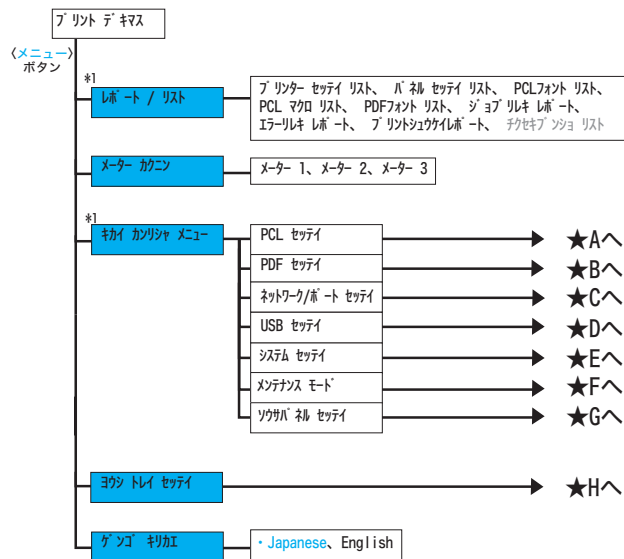 プリント デキマス
〈メニュー〉
ボタン
*1
レポート / リスト
プリンター セッテイ リスト、 パネル セッテイ リスト、 PCLフォント リスト、
PCL マクロ リスト、 PDFフォント リスト、 ジョブリレキ レポート、
エラーリレキ レポート、 プリントシュウケイレポート、 チクセキブンショ リスト
メーター カクニン
メーター 1、メーター 2、メーター 3
*1
キカイ カンリシャ メニュー
PCL セッテイ
★Aへ
PDF セッテイ
★Bへ
ネットワーク/ポート セッテイ
★Cへ
USB セッテイ
★Dへ
システム セッテイ
★Eへ
メンテナンス モード
★Fへ
ソウサパネル セッテイ
★Gへ
ヨウシ トレイ セッテイ
★Hへ
ゲンゴ キリカエ
・Japanese、English